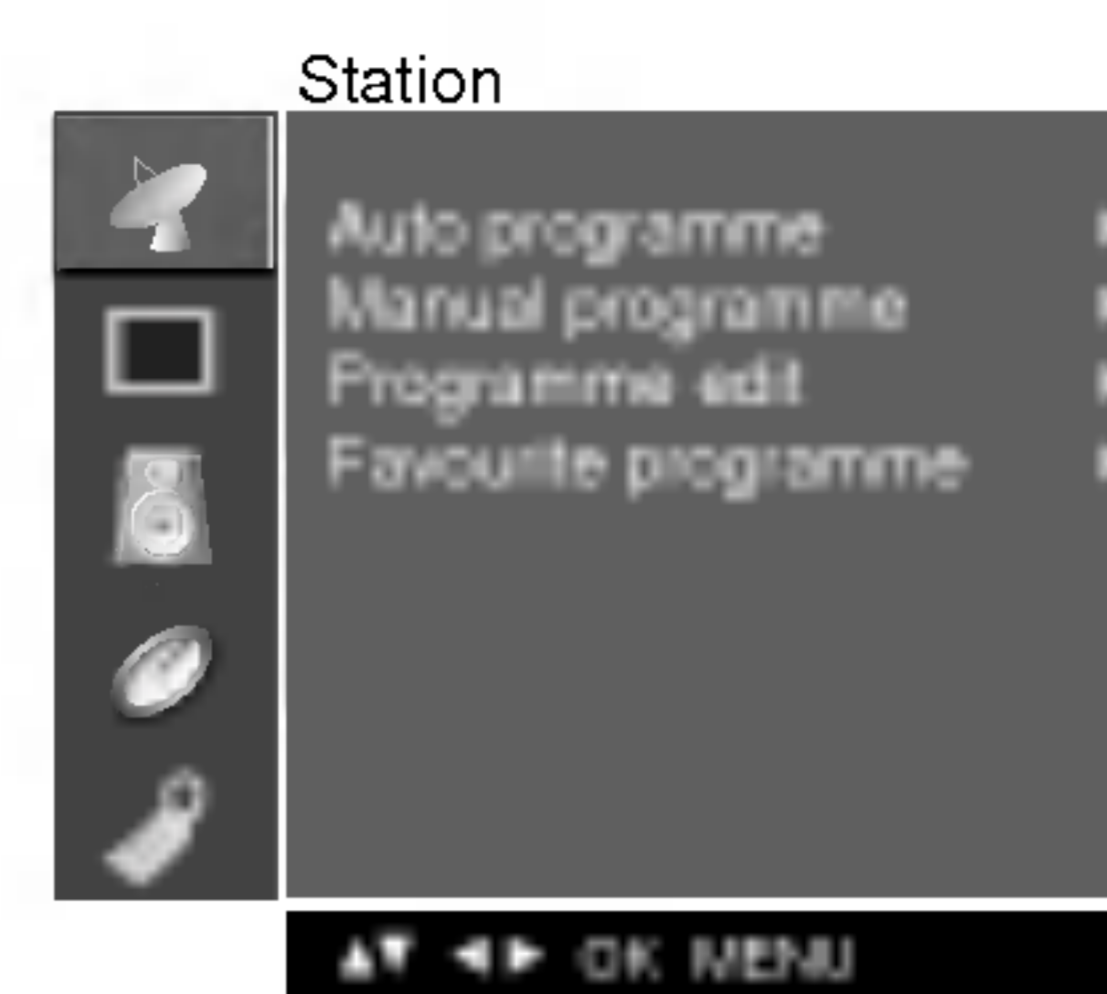 Station
Auto programme
Manual programme
Programme edit
Favourite programme
▲▼ ◀▶ OK MENU